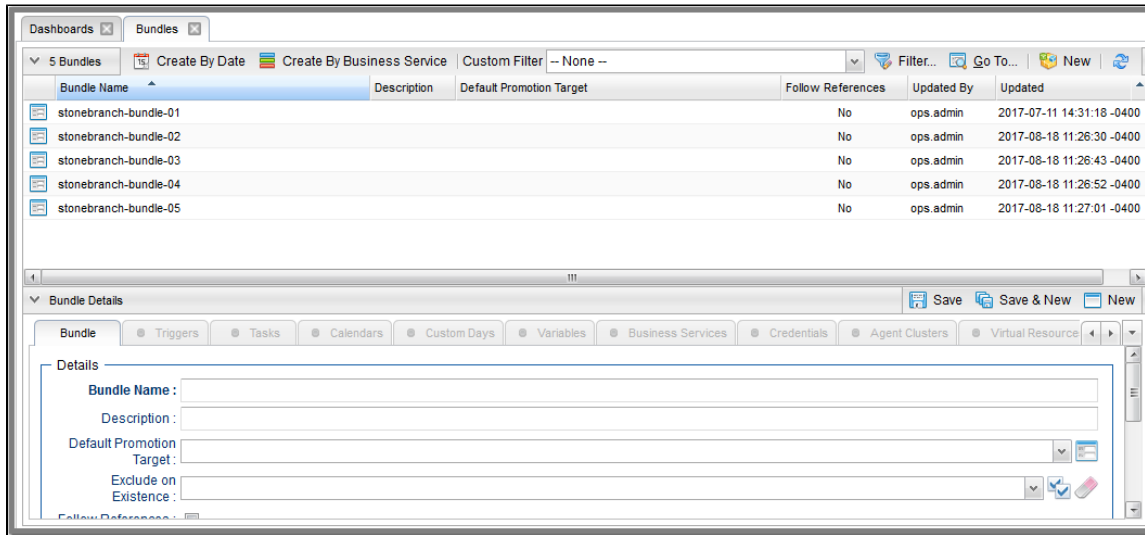 Dashboards Bundles
5 Bundles 15 Create By Date Create By Business Service Custom Filter -- None -- Filter... Go To... New
Bundle Name Description Default Promotion Target Follow References Updated By Updated
stonebranch-bundle-01 No ops.admin 2017-07-11 14:31:18 -0400
stonebranch-bundle-02 No ops.admin 2017-08-18 11:26:30 -0400
stonebranch-bundle-03 No ops.admin 2017-08-18 11:26:43 -0400
stonebranch-bundle-04 No ops.admin 2017-08-18 11:26:52 -0400
stonebranch-bundle-05 No ops.admin 2017-08-18 11:27:01 -0400
Bundle Details Save Save & New New
Bundle Triggers Tasks Calendars Custom Days Variables Business Services Credentials Agent Clusters Virtual Resource
Details
Bundle Name :
Description :
Default Promotion
Target :
Exclude on
Existence :
Follow References :